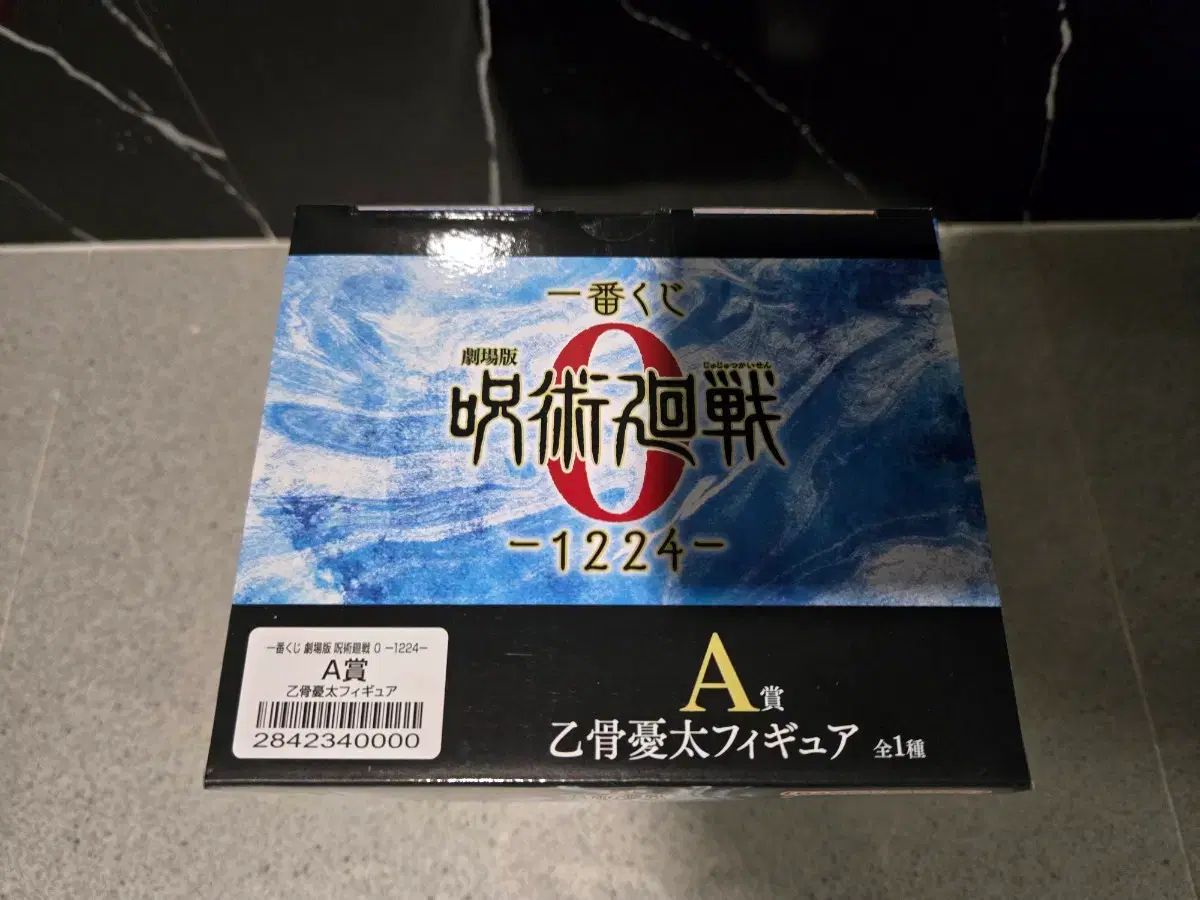 一番くじ
劇場版
じゅじゅつかいせん
呪術廻戦
0
-1224-
一番くじ 劇場版 呪術廻戦 0 -1224-
A賞
乙骨憂太フィギュア
2842340000
A賞
乙骨憂太フィギュア 全1種